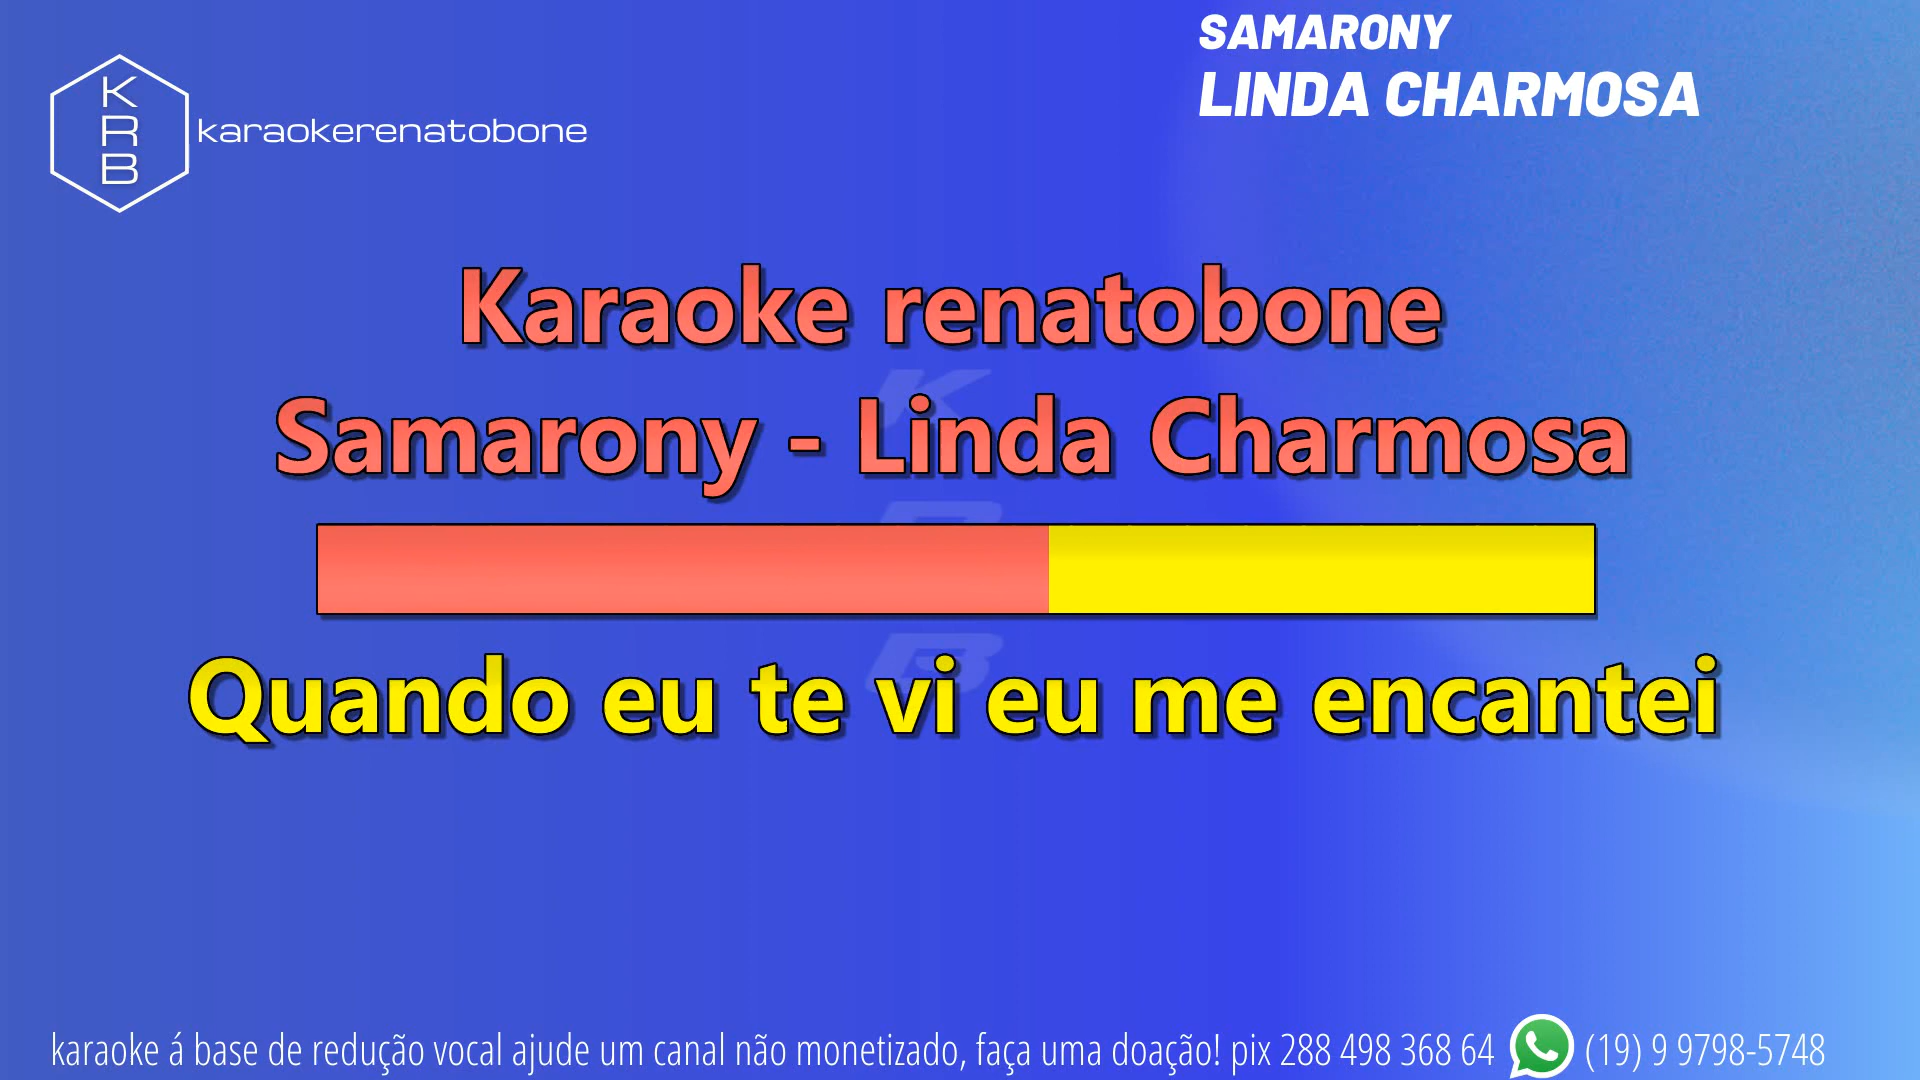 SAMARONY
LINDA CHARMOSA
K
R
B
karaokerenatobone
Karaoke renatobone
Samarony - Linda Charmosa
Quando eu te vi eu me encantei
karaoke á base de redução vocal ajude um canal não monetizado, faça uma doação! pix 288 498 368 64 (19) 9 9798-5748